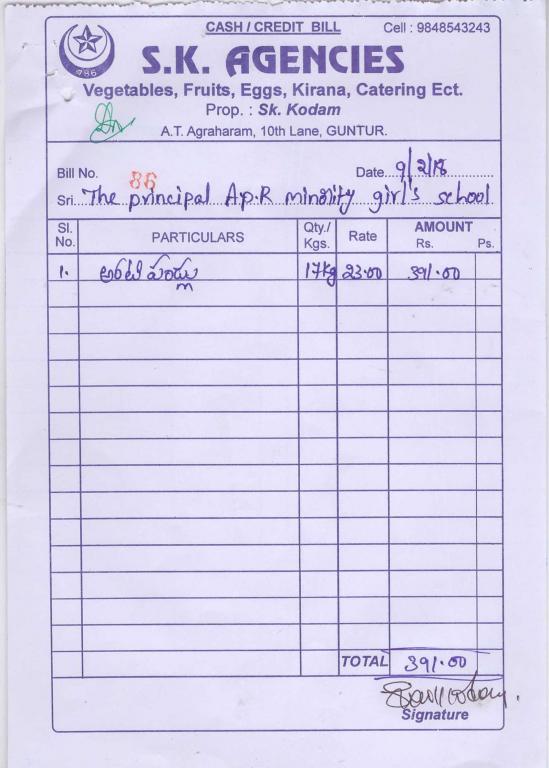 CASH / CREDIT BILL Cell : 9848543243
786
S.K. AGENCIES
Vegetables, Fruits, Eggs, Kirana, Catering Ect.
Prop. : Sk. Kodam
A.T. Agraharam, 10th Lane, GUNTUR.
Bill No. 86 Date 9/2/18
Sri. The principal A.P.R minority girl's school
Sl. No. PARTICULARS Qty./ Kgs. Rate AMOUNT Rs. Ps.
1. అరటి పండ్లు 17kg 23.00 391.00
TOTAL 391.00
Signature